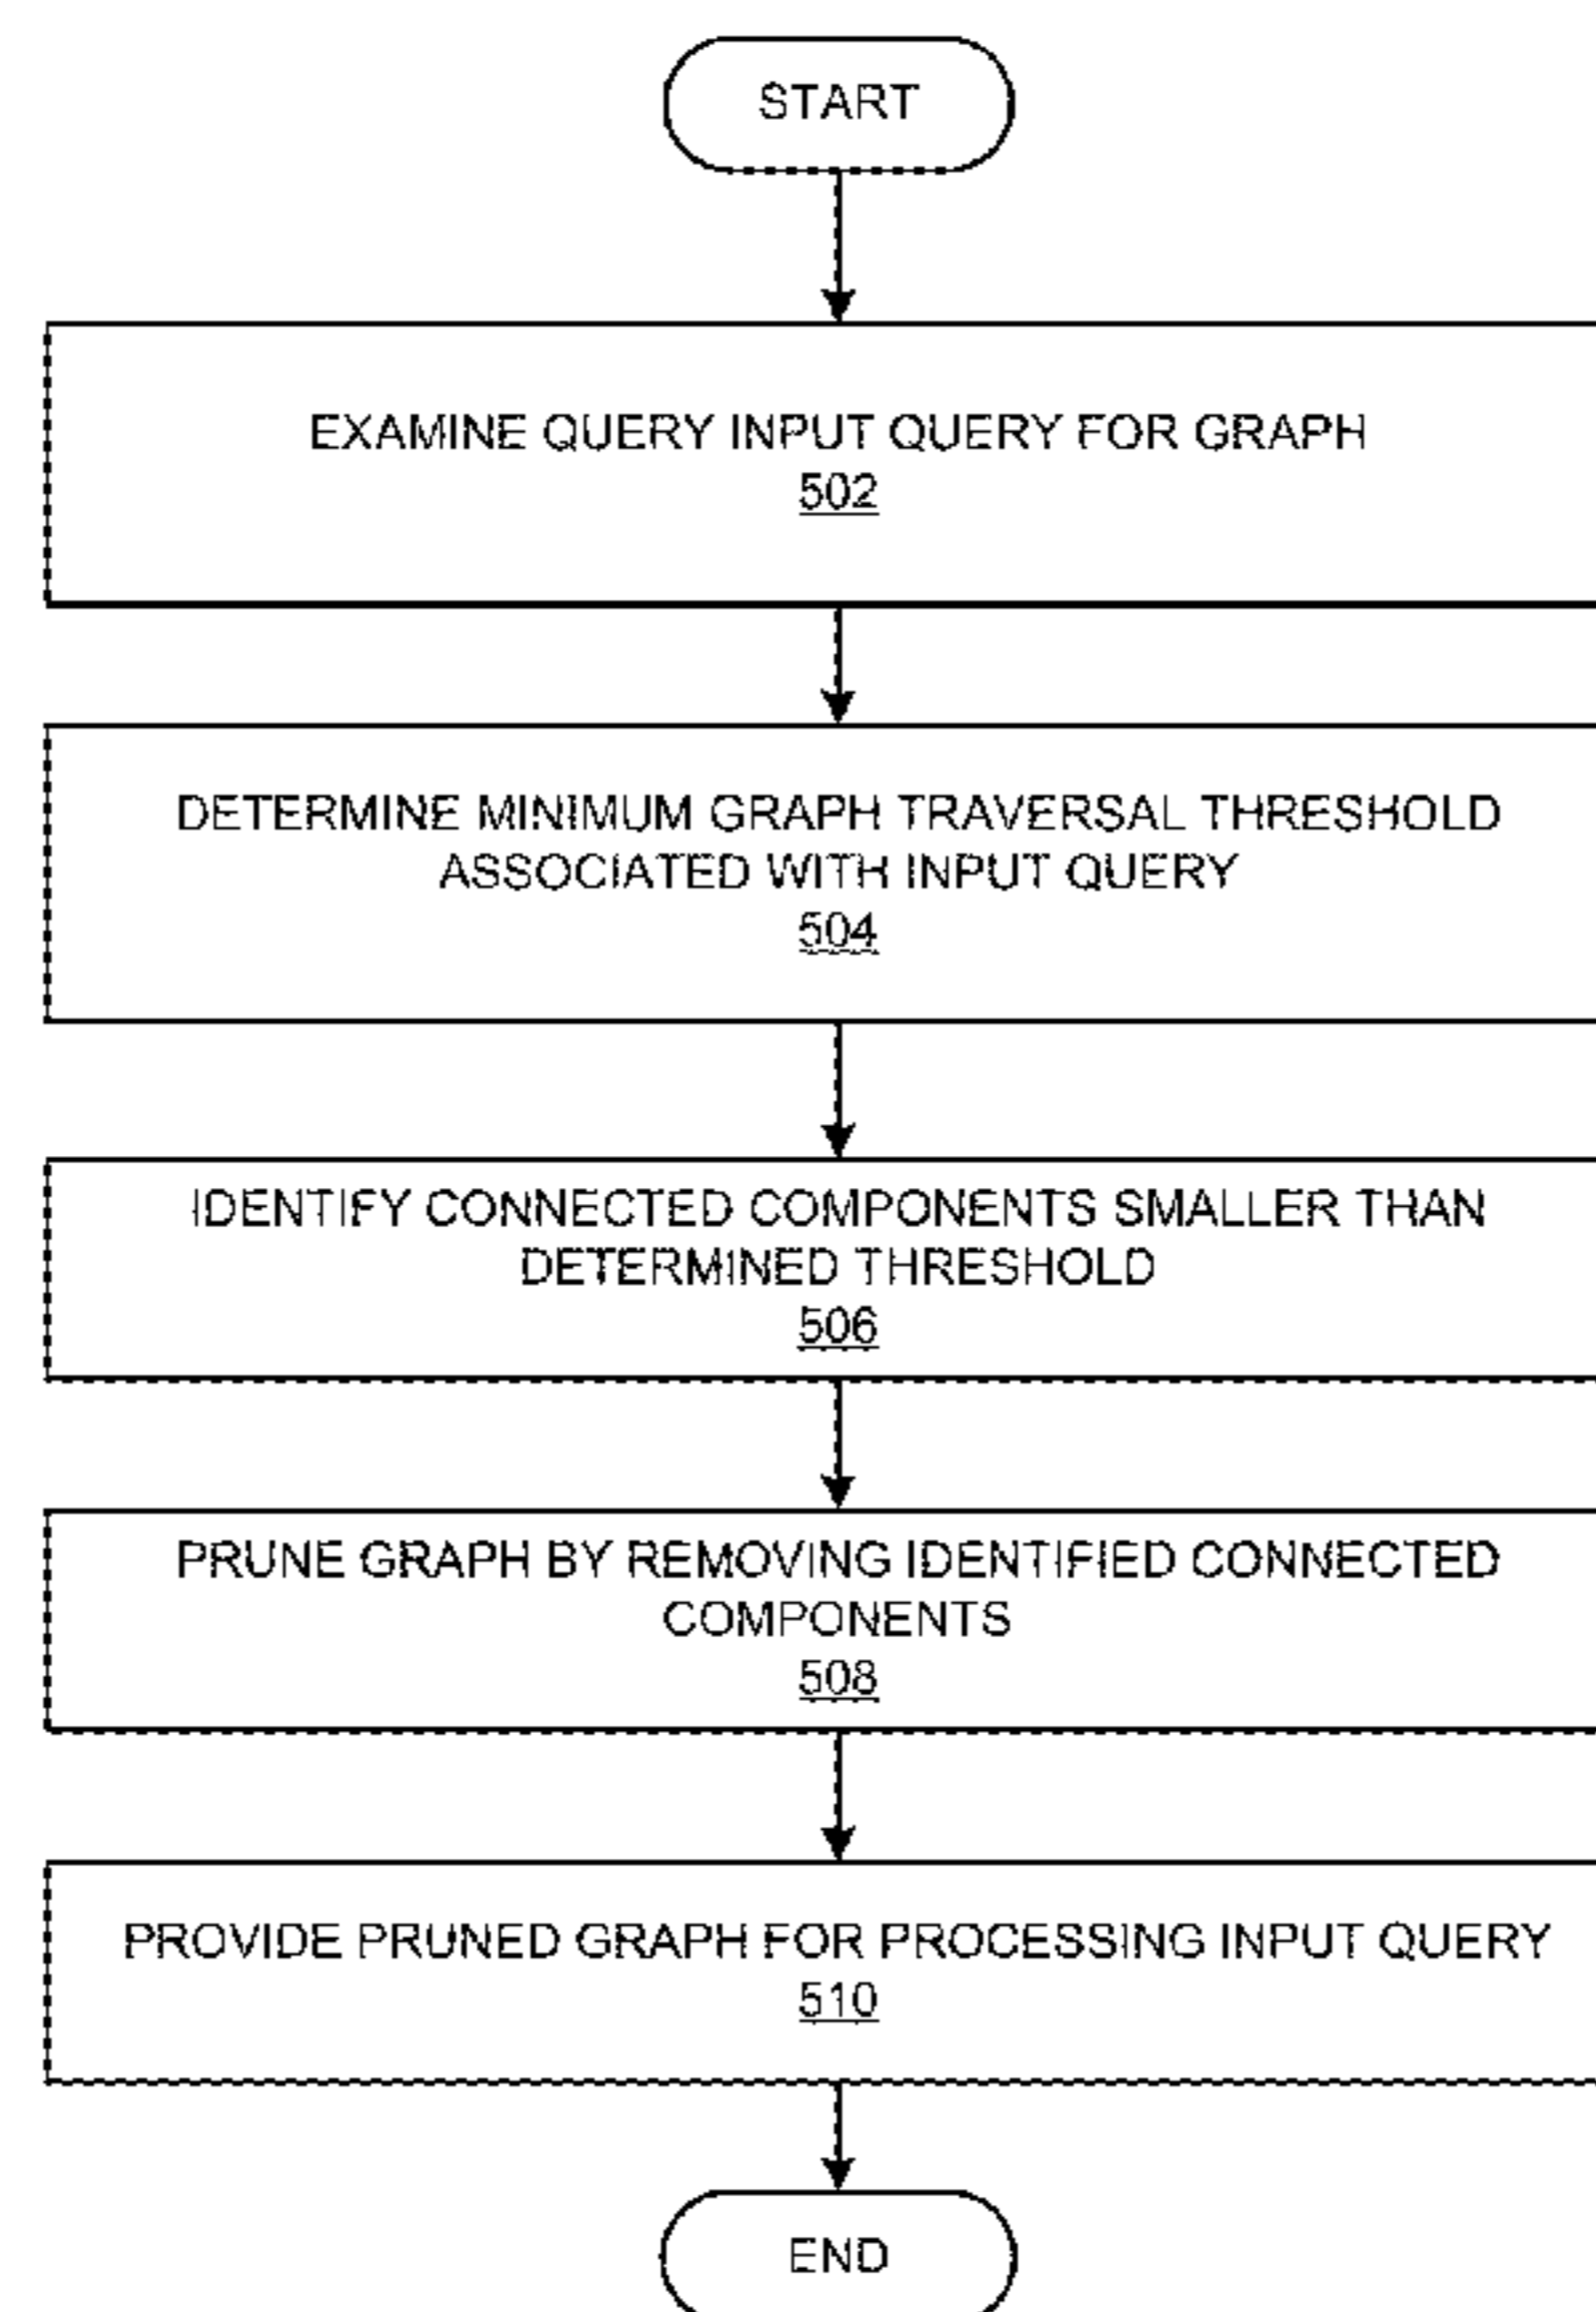 START
EXAMINE QUERY INPUT QUERY FOR GRAPH
502
DETERMINE MINIMUM GRAPH TRAVERSAL THRESHOLD
ASSOCIATED WITH INPUT QUERY
504
IDENTIFY CONNECTED COMPONENTS SMALLER THAN
DETERMINED THRESHOLD
506
PRUNE GRAPH BY REMOVING IDENTIFIED CONNECTED
COMPONENTS
508
PROVIDE PRUNED GRAPH FOR PROCESSING INPUT QUERY
510
END